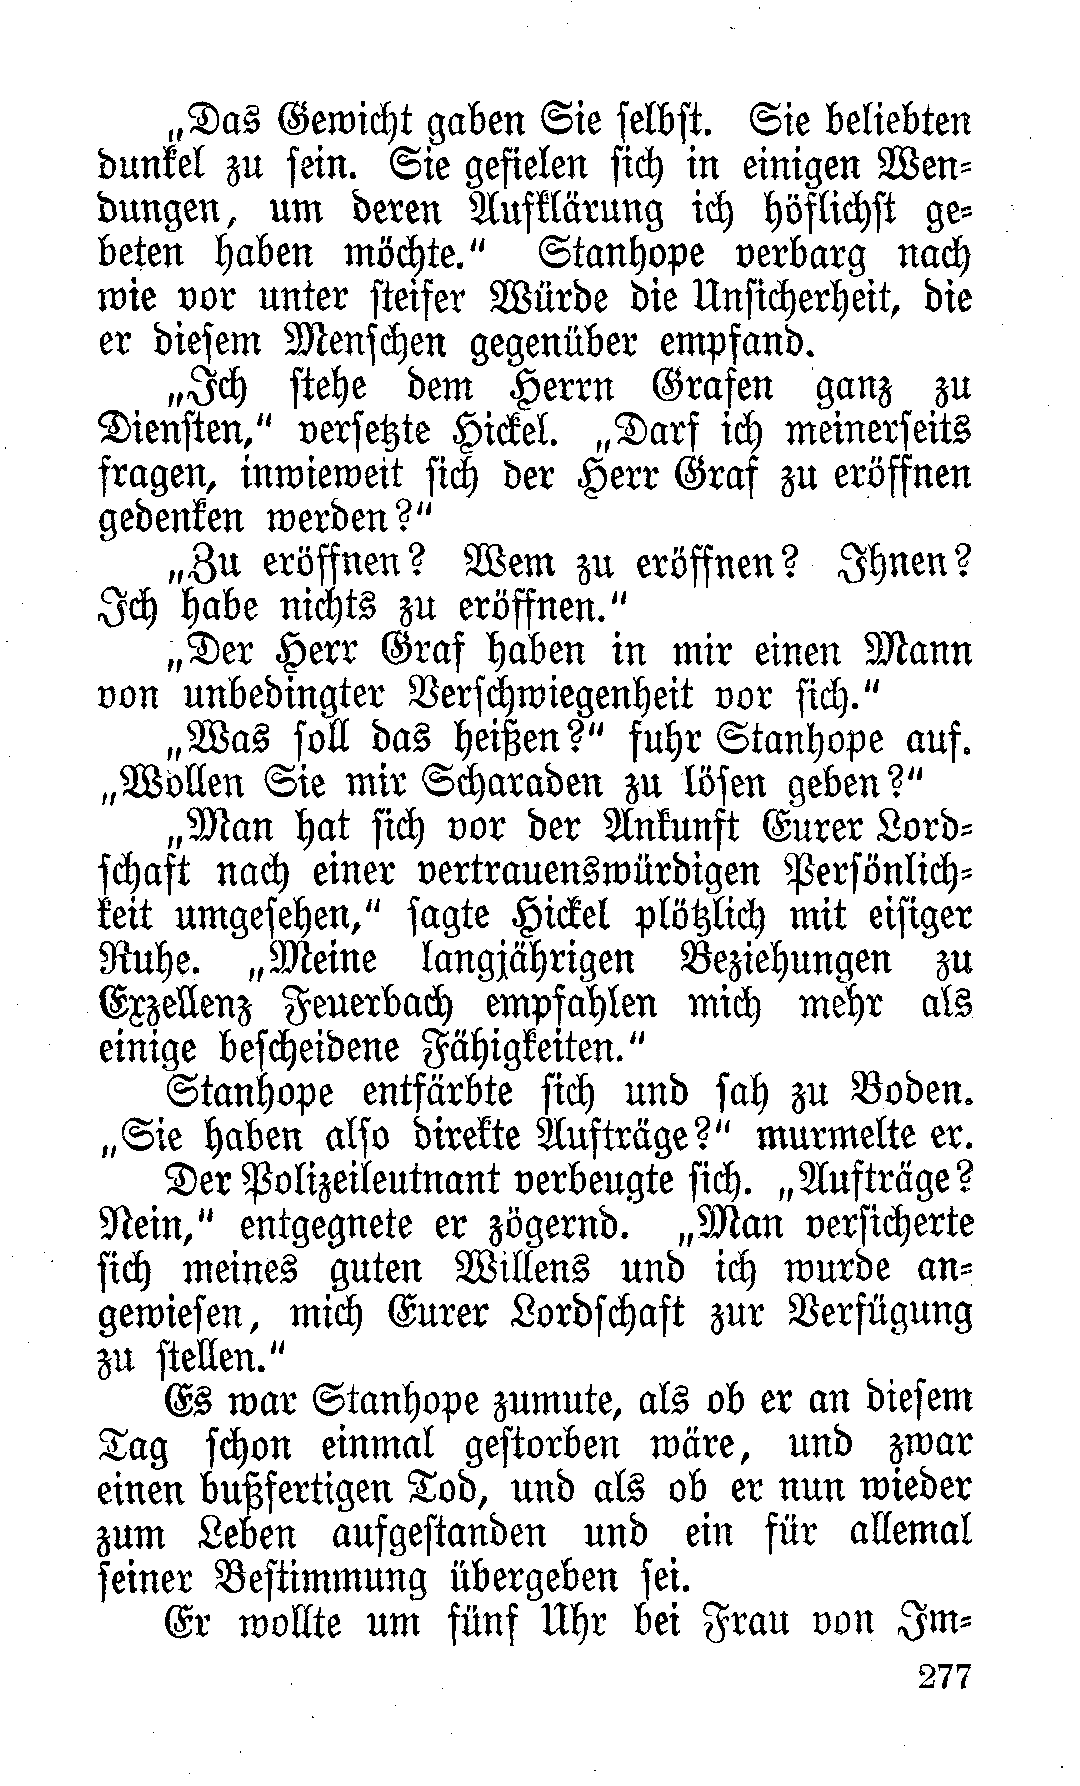 „Das Gewicht gaben Sie selbst. Sie beliebten
dunkel zu sein. Sie gefielen sich in einigen Wen-
dungen, um deren Aufklärung ich höflichst ge-
beten haben möchte." Stanhope verbarg nach
wie vor unter steifer Würde die Unsicherheit, die
er diesem Menschen gegenüber empfand.
„Ich stehe dem Herrn Grafen ganz zu
Diensten," versetzte Hickel. „Darf ich meinerseits
fragen, inwieweit sich der Herr Graf zu eröffnen
gedenken werden?"
„Zu eröffnen? Wem zu eröffnen? Ihnen?
Ich habe nichts zu eröffnen."
„Der Herr Graf haben in mir einen Mann
von unbedingter Verschwiegenheit vor sich."
„Was soll das heißen?" fuhr Stanhope auf.
„Wollen Sie mir Scharaden zu lösen geben?"
„Man hat sich vor der Ankunft Eurer Lord-
schaft nach einer vertrauenswürdigen Persönlich-
keit umgesehen," sagte Hickel plötzlich mit eisiger
Ruhe. „Meine langjährigen Beziehungen zu
Exzellenz Feuerbach empfahlen mich mehr als
einige bescheidene Fähigkeiten."
Stanhope entfärbte sich und sah zu Boden.
„Sie haben also direkte Aufträge?" murmelte er.
Der Polizeileutnant verbeugte sich. „Aufträge?
Nein," entgegnete er zögernd. „Man versicherte
sich meines guten Willens und ich wurde an-
gewiesen, mich Eurer Lordschaft zur Verfügung
zu stellen."
Es war Stanhope zumute, als ob er an diesem
Tag schon einmal gestorben wäre, und zwar
einen bußfertigen Tod, und als ob er nun wieder
zum Leben aufgestanden und ein für allemal
seiner Bestimmung übergeben sei.
Er wollte um fünf Uhr bei Frau von Im-
277